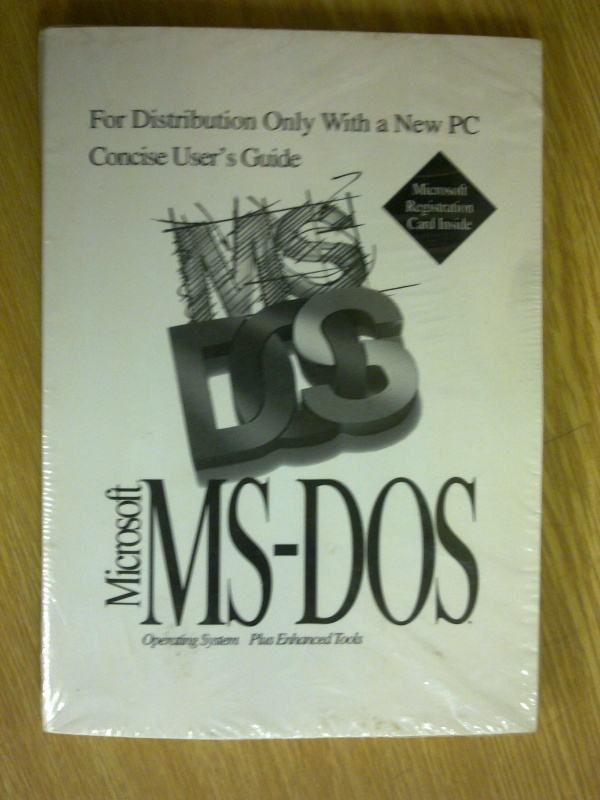 For Distribution Only With a New PC
Concise User's Guide
Microsoft
Registration
Card Inside
MS
DOS
Microsoft
MS-DOS
Operating System Plus Enhanced Tools